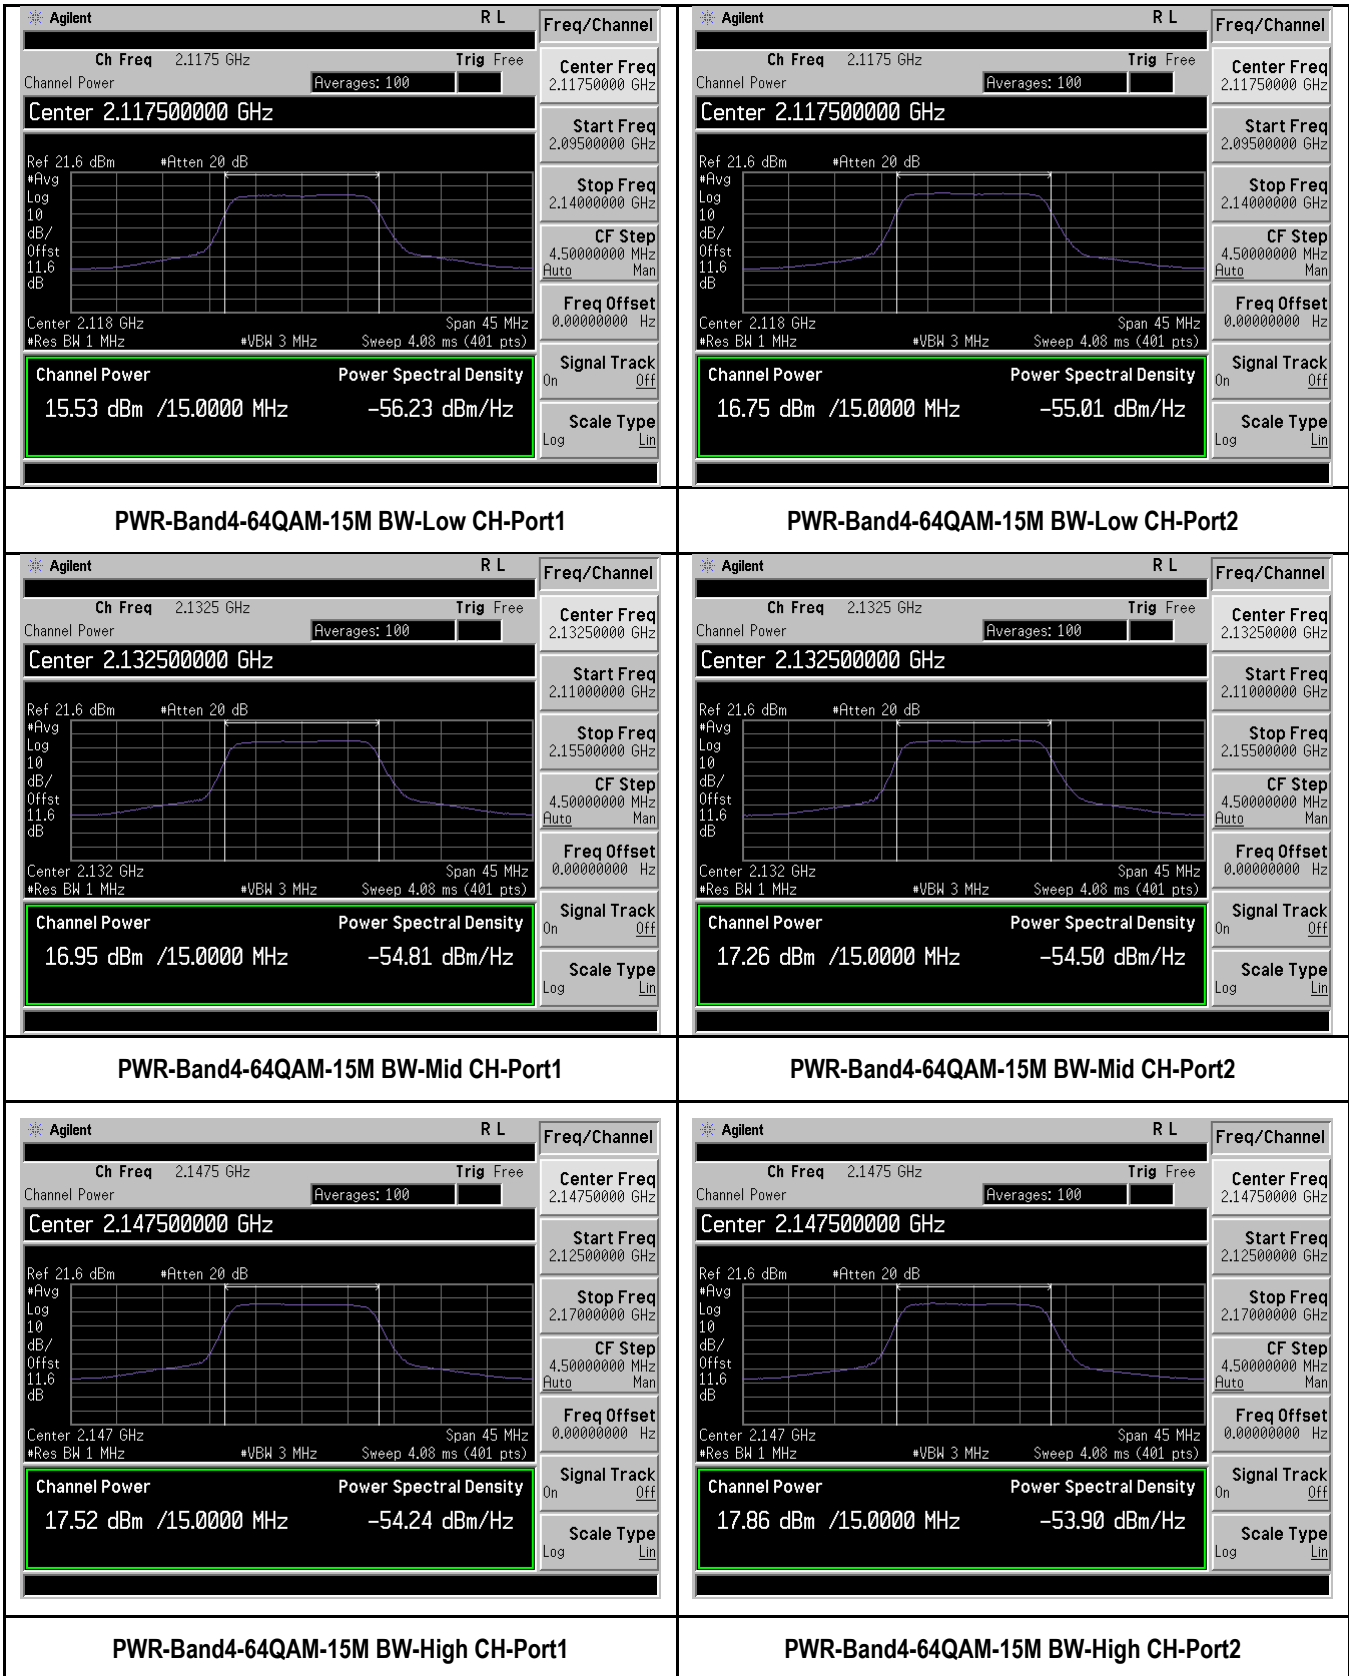 Agilent R L Freq/Channel
Ch Freq 2.1175 GHz Trig Free
Channel Power Averages: 100
Center 2.117500000 GHz
Ref 21.6 dBm #Atten 20 dB
#Avg
Log
10
dB/
Offst
11.6
dB
Center 2.118 GHz Span 45 MHz
#Res BW 1 MHz #VBW 3 MHz Sweep 4.08 ms (401 pts)
Channel Power Power Spectral Density
15.53 dBm /15.0000 MHz -56.23 dBm/Hz
Center Freq
2.11750000 GHz
Start Freq
2.09500000 GHz
Stop Freq
2.14000000 GHz
CF Step
4.50000000 MHz
Auto Man
Freq Offset
0.00000000 Hz
Signal Track
On Off
Scale Type
Log Lin
PWR-Band4-64QAM-15M BW-Low CH-Port1
Agilent R L Freq/Channel
Ch Freq 2.1175 GHz Trig Free
Channel Power Averages: 100
Center 2.117500000 GHz
Ref 21.6 dBm #Atten 20 dB
#Avg
Log
10
dB/
Offst
11.6
dB
Center 2.118 GHz Span 45 MHz
#Res BW 1 MHz #VBW 3 MHz Sweep 4.08 ms (401 pts)
Channel Power Power Spectral Density
16.75 dBm /15.0000 MHz -55.01 dBm/Hz
Center Freq
2.11750000 GHz
Start Freq
2.09500000 GHz
Stop Freq
2.14000000 GHz
CF Step
4.50000000 MHz
Auto Man
Freq Offset
0.00000000 Hz
Signal Track
On Off
Scale Type
Log Lin
PWR-Band4-64QAM-15M BW-Low CH-Port2
Agilent R L Freq/Channel
Ch Freq 2.1325 GHz Trig Free
Channel Power Averages: 100
Center 2.132500000 GHz
Ref 21.6 dBm #Atten 20 dB
#Avg
Log
10
dB/
Offst
11.6
dB
Center 2.132 GHz Span 45 MHz
#Res BW 1 MHz #VBW 3 MHz Sweep 4.08 ms (401 pts)
Channel Power Power Spectral Density
16.95 dBm /15.0000 MHz -54.81 dBm/Hz
Center Freq
2.13250000 GHz
Start Freq
2.11000000 GHz
Stop Freq
2.15500000 GHz
CF Step
4.50000000 MHz
Auto Man
Freq Offset
0.00000000 Hz
Signal Track
On Off
Scale Type
Log Lin
PWR-Band4-64QAM-15M BW-Mid CH-Port1
Agilent R L Freq/Channel
Ch Freq 2.1325 GHz Trig Free
Channel Power Averages: 100
Center 2.132500000 GHz
Ref 21.6 dBm #Atten 20 dB
#Avg
Log
10
dB/
Offst
11.6
dB
Center 2.132 GHz Span 45 MHz
#Res BW 1 MHz #VBW 3 MHz Sweep 4.08 ms (401 pts)
Channel Power Power Spectral Density
17.26 dBm /15.0000 MHz -54.50 dBm/Hz
Center Freq
2.13250000 GHz
Start Freq
2.11000000 GHz
Stop Freq
2.15500000 GHz
CF Step
4.50000000 MHz
Auto Man
Freq Offset
0.00000000 Hz
Signal Track
On Off
Scale Type
Log Lin
PWR-Band4-64QAM-15M BW-Mid CH-Port2
Agilent R L Freq/Channel
Ch Freq 2.1475 GHz Trig Free
Channel Power Averages: 100
Center 2.147500000 GHz
Ref 21.6 dBm #Atten 20 dB
#Avg
Log
10
dB/
Offst
11.6
dB
Center 2.147 GHz Span 45 MHz
#Res BW 1 MHz #VBW 3 MHz Sweep 4.08 ms (401 pts)
Channel Power Power Spectral Density
17.52 dBm /15.0000 MHz -54.24 dBm/Hz
Center Freq
2.14750000 GHz
Start Freq
2.12500000 GHz
Stop Freq
2.17000000 GHz
CF Step
4.50000000 MHz
Auto Man
Freq Offset
0.00000000 Hz
Signal Track
On Off
Scale Type
Log Lin
PWR-Band4-64QAM-15M BW-High CH-Port1
Agilent R L Freq/Channel
Ch Freq 2.1475 GHz Trig Free
Channel Power Averages: 100
Center 2.147500000 GHz
Ref 21.6 dBm #Atten 20 dB
#Avg
Log
10
dB/
Offst
11.6
dB
Center 2.147 GHz Span 45 MHz
#Res BW 1 MHz #VBW 3 MHz Sweep 4.08 ms (401 pts)
Channel Power Power Spectral Density
17.86 dBm /15.0000 MHz -53.90 dBm/Hz
Center Freq
2.14750000 GHz
Start Freq
2.12500000 GHz
Stop Freq
2.17000000 GHz
CF Step
4.50000000 MHz
Auto Man
Freq Offset
0.00000000 Hz
Signal Track
On Off
Scale Type
Log Lin
PWR-Band4-64QAM-15M BW-High CH-Port2